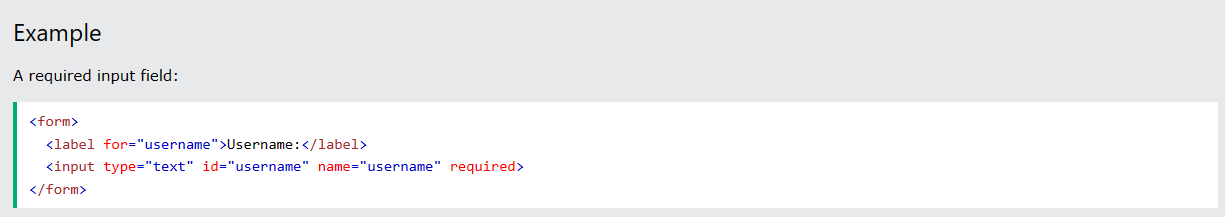 Example
A required input field:
<form>
<label for="username">Username:</label>
<input type="text" id="username" name="username" required>
</form>